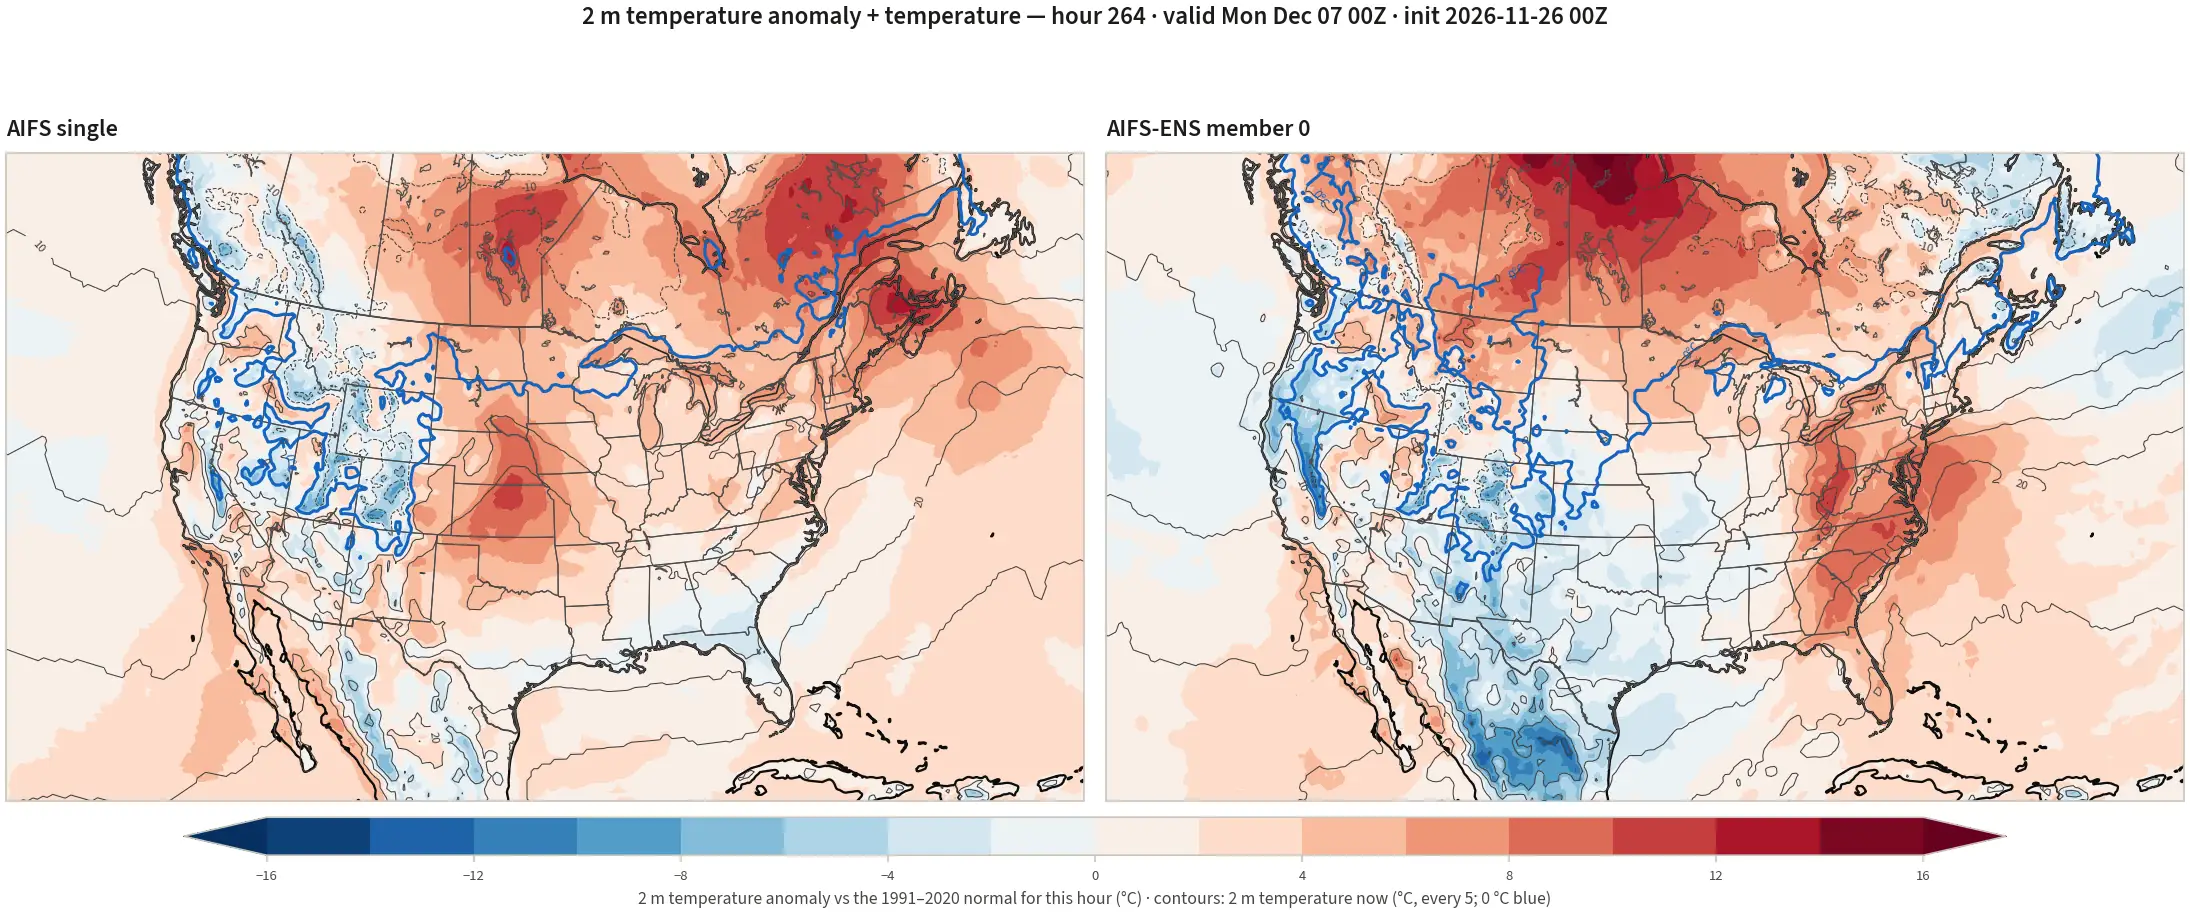 2 m temperature anomaly + temperature — hour 264 · valid Mon Dec 07 00Z · init 2026-11-26 00Z
AIFS single
AIFS-ENS member 0
−16 −12 −8 −4 0 4 8 12 16
2 m temperature anomaly vs the 1991–2020 normal for this hour (°C) · contours: 2 m temperature now (°C, every 5; 0 °C blue)